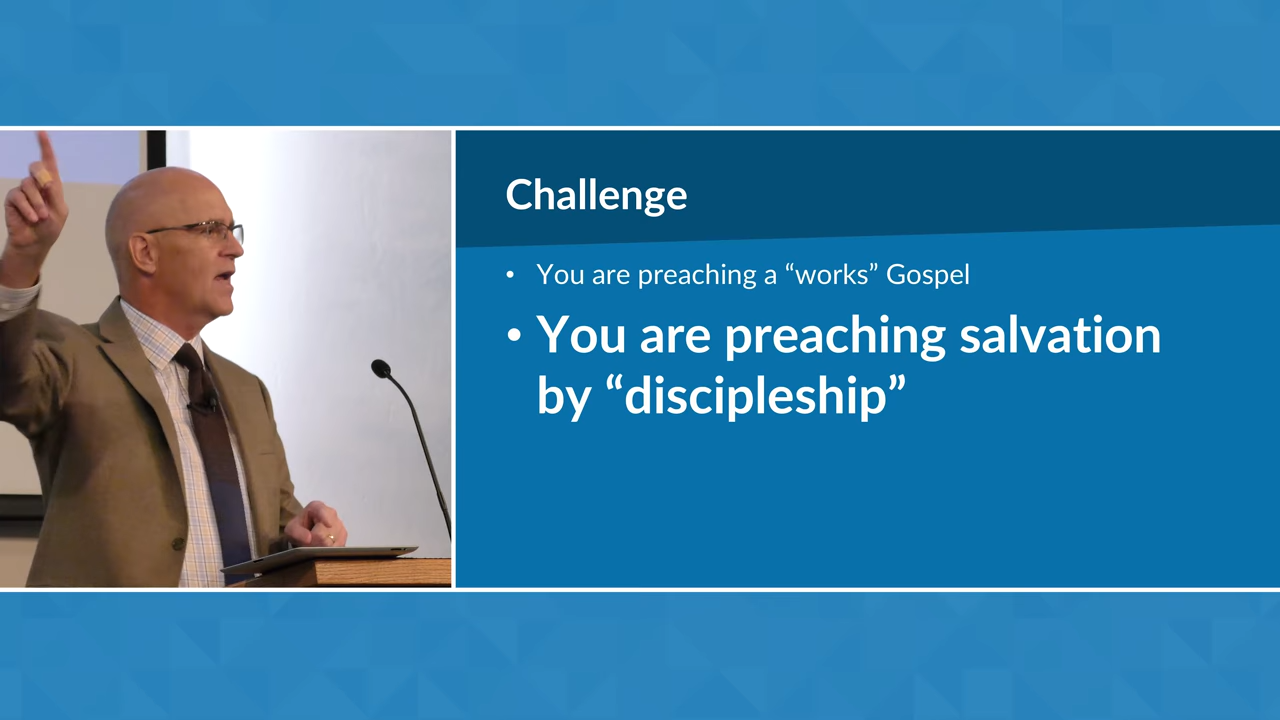 Challenge
• You are preaching a “works” Gospel
• You are preaching salvation
by “discipleship”